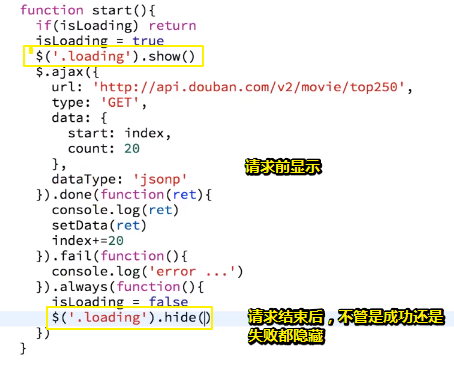 function start(){
if(isLoading) return
isLoading = true
$('.loading').show()
$.ajax({
url: 'http://api.douban.com/v2/movie/top250',
type: 'GET',
data: {
start: index,
count: 20
},
dataType: 'jsonp'
请求前显示
}).done(function(ret){
console.log(ret)
setData(ret)
index+=20
}).fail(function(){
console.log('error ...')
}).always(function(){
isLoading = false
$('.loading').hide()
请求结束后，不管是成功还是
失败都隐藏
})
}